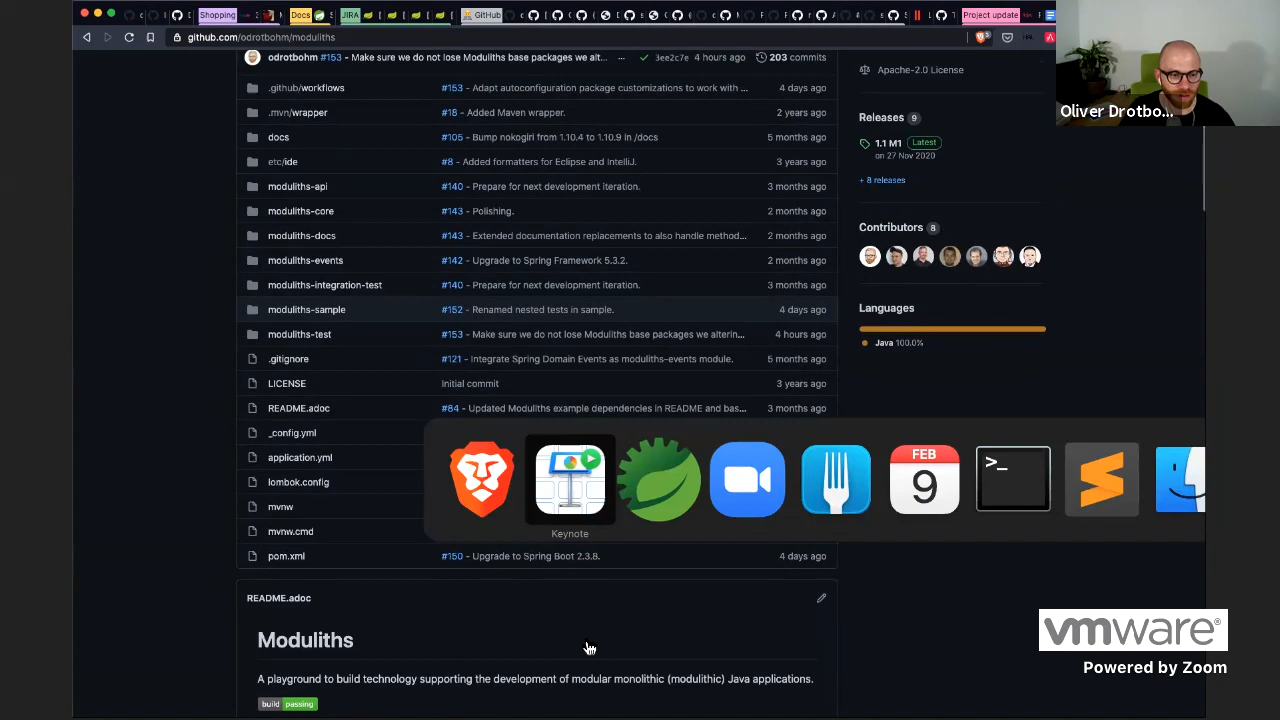 Shopping
Docs
JIRA
GitHub
Project update
github.com/odrotbohm/moduliths
odrotbohm #153 - Make sure we do not lose Moduliths base packages we alt... ... 3ee2c7e 4 hours ago 203 commits
.github/workflows #153 - Adapt autoconfiguration package customizations to work with ... 4 days ago
.mvn/wrapper #18 - Added Maven wrapper. 2 years ago
docs #105 - Bump nokogiri from 1.10.4 to 1.10.9 in /docs 5 months ago
etc/ide #8 - Added formatters for Eclipse and IntelliJ. 3 years ago
moduliths-api #140 - Prepare for next development iteration. 3 months ago
moduliths-core #143 - Polishing. 2 months ago
moduliths-docs #143 - Extended documentation replacements to also handle method... 2 months ago
moduliths-events #142 - Upgrade to Spring Framework 5.3.2. 2 months ago
moduliths-integration-test #140 - Prepare for next development iteration. 3 months ago
moduliths-sample #152 - Renamed nested tests in sample. 4 days ago
moduliths-test #153 - Make sure we do not lose Moduliths base packages we alterin... 4 hours ago
.gitignore #121 - Integrate Spring Domain Events as moduliths-events module. 5 months ago
LICENSE Initial commit 3 years ago
README.adoc #84 - Updated Moduliths example dependencies in README and bas... 3 months ago
_config.yml
application.yml
lombok.config
mvnw
mvnw.cmd
pom.xml #150 - Upgrade to Spring Boot 2.3.8. 4 days ago
README.adoc
Moduliths
A playground to build technology supporting the development of modular monolithic (modulithic) Java applications.
build passing
Apache-2.0 License
Releases 9
1.1 M1 Latest
on 27 Nov 2020
+ 8 releases
Contributors 8
Languages
Java 100.0%
FEB
9
>_
Keynote
Oliver Drotbo...
vmware®
Powered by Zoom